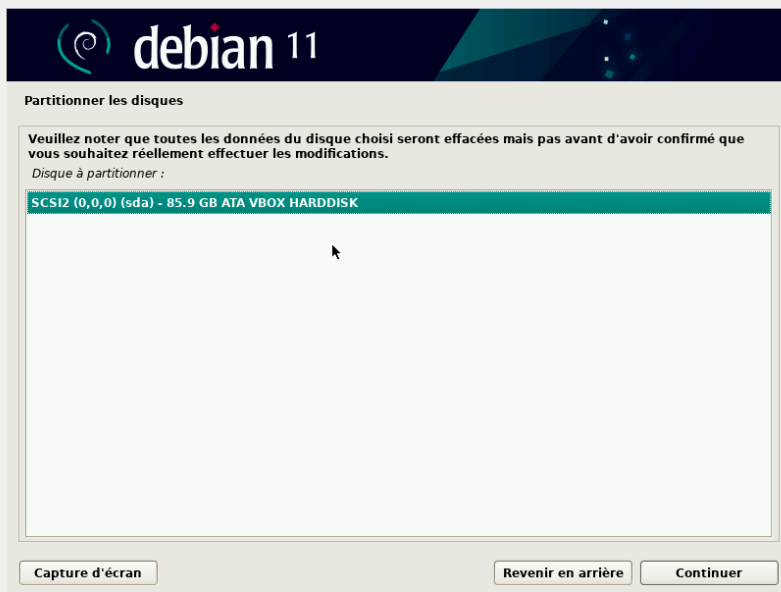 debian 11
Partitionner les disques
Veuillez noter que toutes les données du disque choisi seront effacées mais pas avant d'avoir confirmé que
vous souhaitez réellement effectuer les modifications.
Disque à partitionner :
SCSI2 (0,0,0) (sda) - 85.9 GB ATA VBOX HARDDISK
Capture d'écran
Revenir en arrière
Continuer